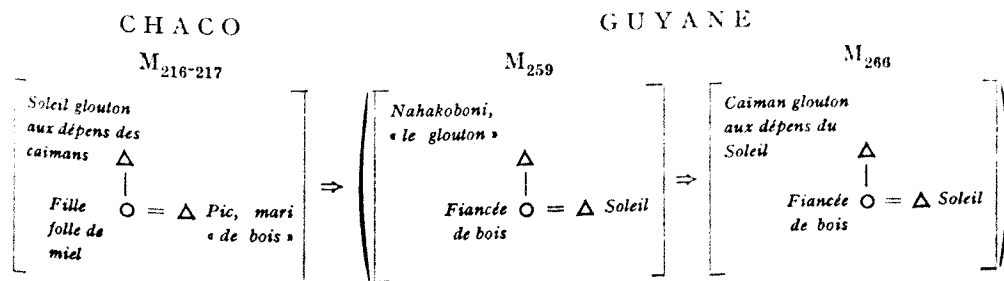 CHACO
GUYANE
M216-217
M259
M266
Soleil glouton
aux dépens des
caïmans
Fille
folle de
miel
Pic, mari
« de bois »
⇒
Nahakoboni,
« le glouton »
Fiancée
de bois
Soleil
⇒
Caïman glouton
aux dépens du
Soleil
Fiancée
de bois
Soleil